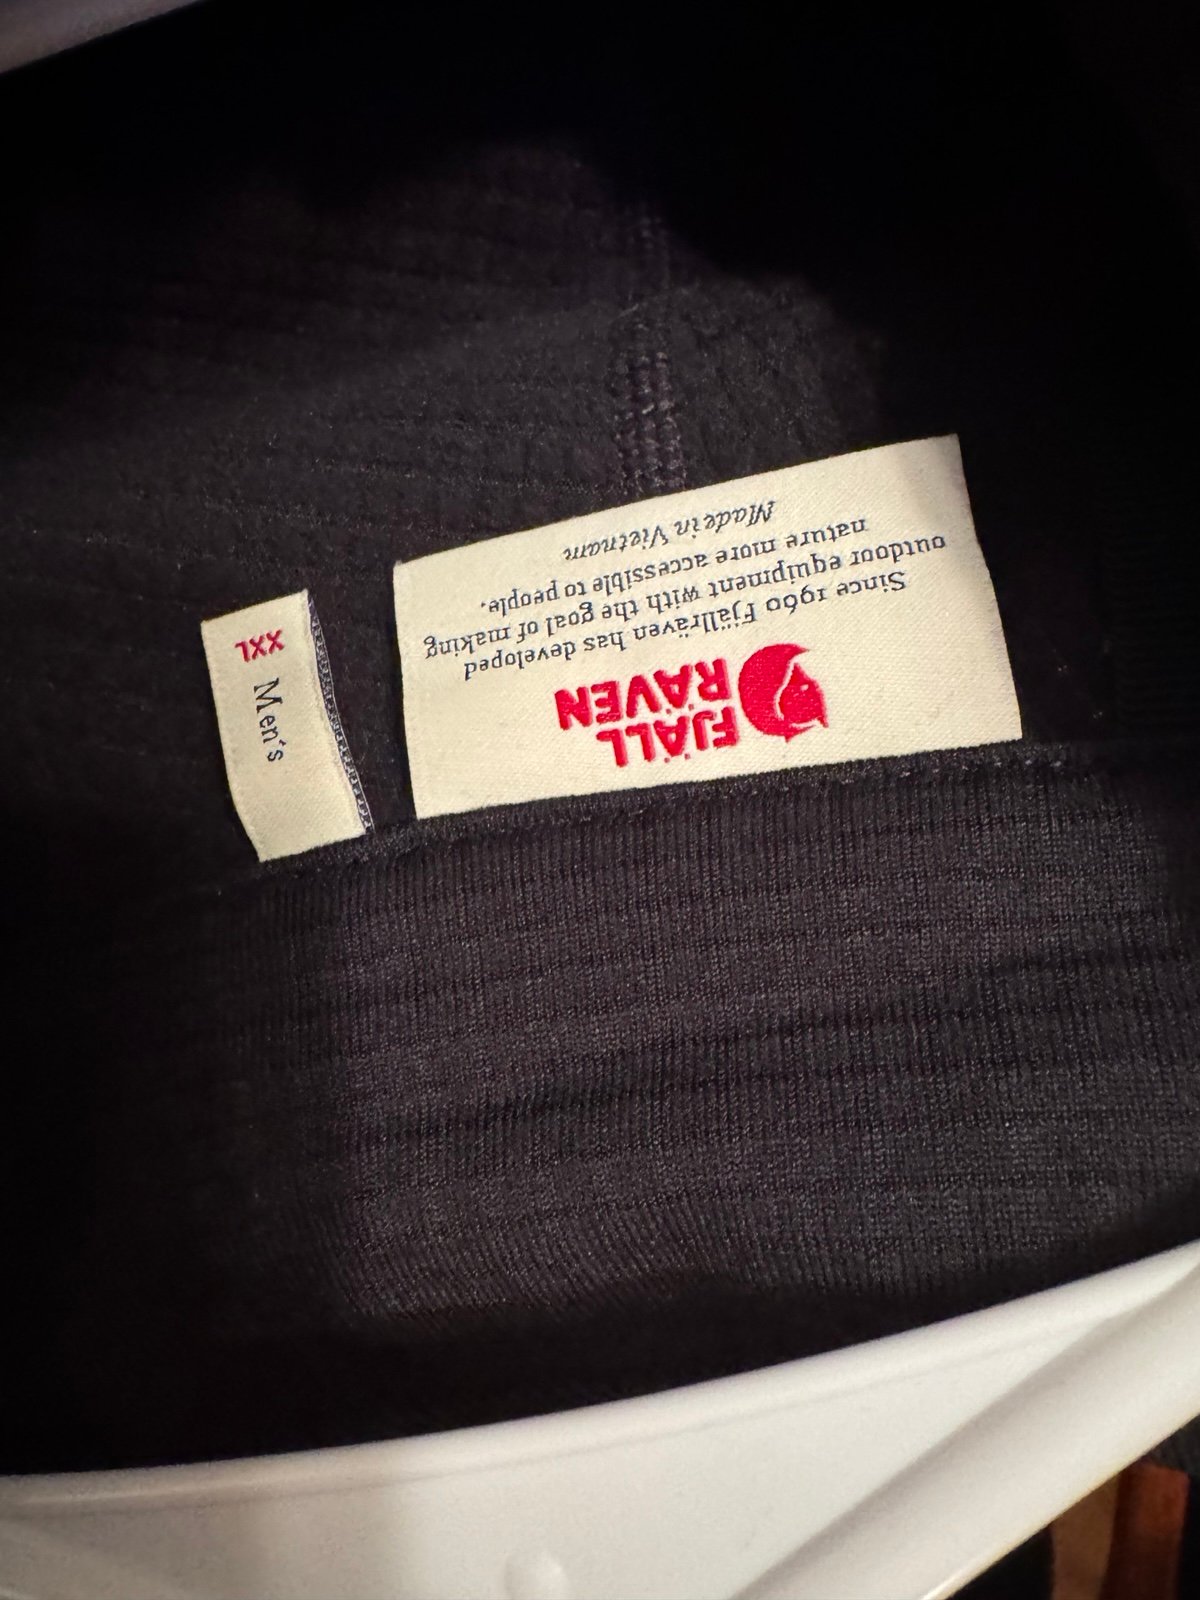 FJÄLL
RÄVEN
Since 1960 Fjällräven has developed
outdoor equipment with the goal of making
nature more accessible to people.
Made in Vietnam
XXL
Men's